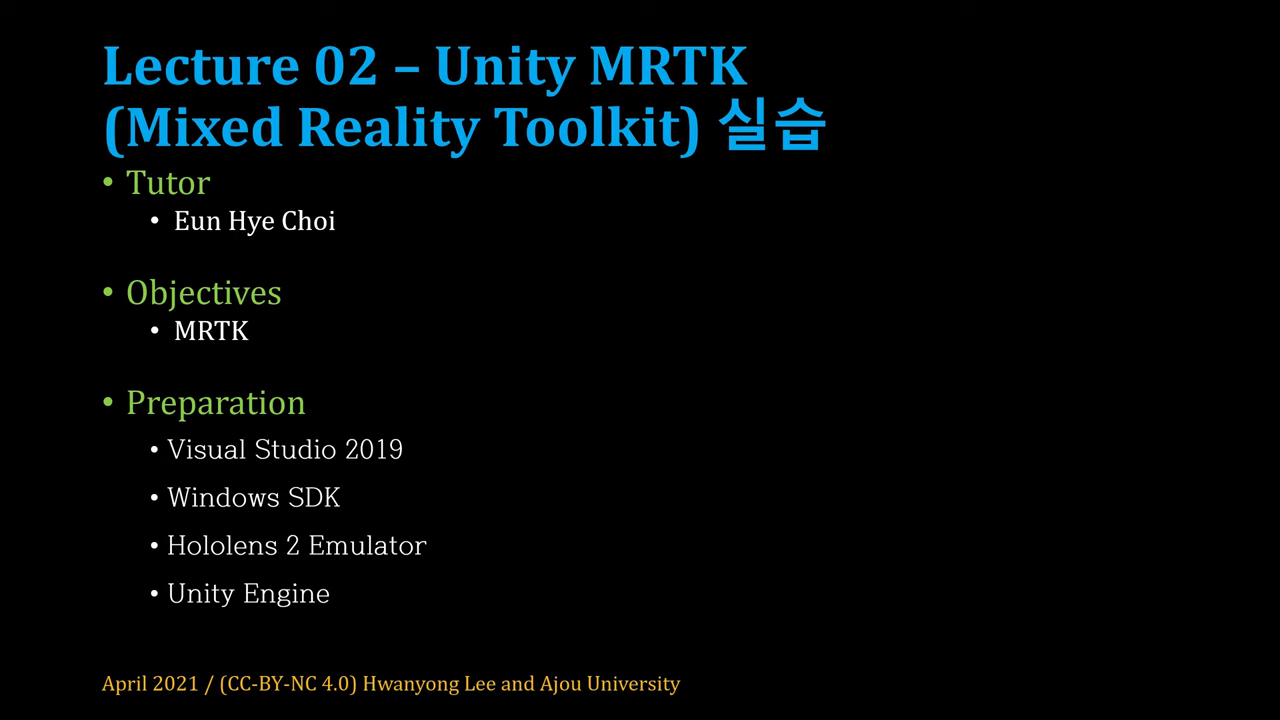 Lecture 02 – Unity MRTK
(Mixed Reality Toolkit) 실습
• Tutor
• Eun Hye Choi
• Objectives
• MRTK
• Preparation
• Visual Studio 2019
• Windows SDK
• Hololens 2 Emulator
• Unity Engine
April 2021 / (CC-BY-NC 4.0) Hwanyong Lee and Ajou University